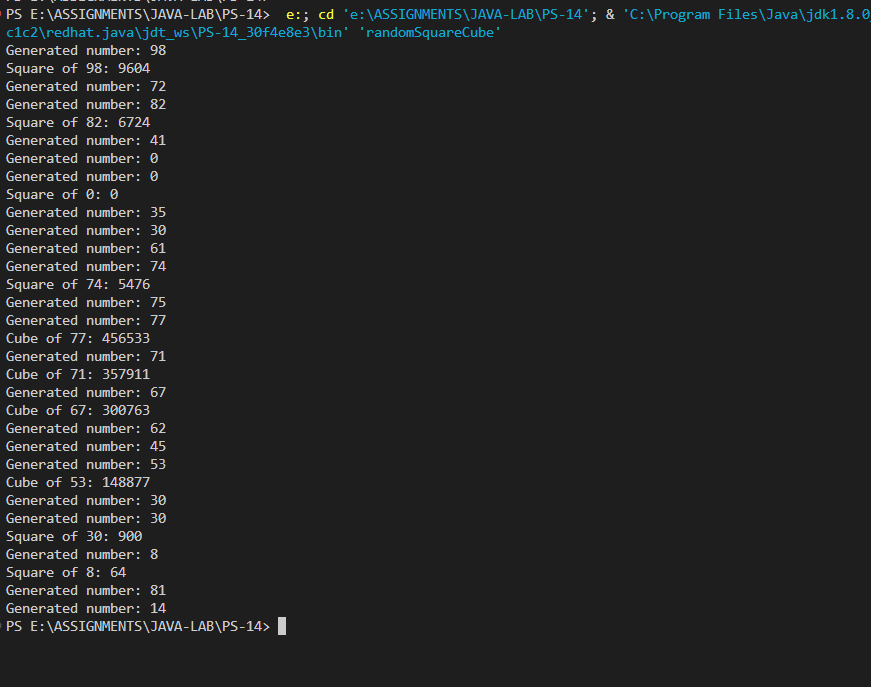 PS E:\ASSIGNMENTS\JAVA-LAB\PS-14>  e:; cd 'e:\ASSIGNMENTS\JAVA-LAB\PS-14'; & 'C:\Program Files\Java\jdk1.8.0_
c1c2\redhat.java\jdt_ws\PS-14_30f4e8e3\bin' 'randomSquareCube'
Generated number: 98
Square of 98: 9604
Generated number: 72
Generated number: 82
Square of 82: 6724
Generated number: 41
Generated number: 0
Generated number: 0
Square of 0: 0
Generated number: 35
Generated number: 30
Generated number: 61
Generated number: 74
Square of 74: 5476
Generated number: 75
Generated number: 77
Cube of 77: 456533
Generated number: 71
Cube of 71: 357911
Generated number: 67
Cube of 67: 300763
Generated number: 62
Generated number: 45
Generated number: 53
Cube of 53: 148877
Generated number: 30
Generated number: 30
Square of 30: 900
Generated number: 8
Square of 8: 64
Generated number: 81
Generated number: 14
PS E:\ASSIGNMENTS\JAVA-LAB\PS-14>